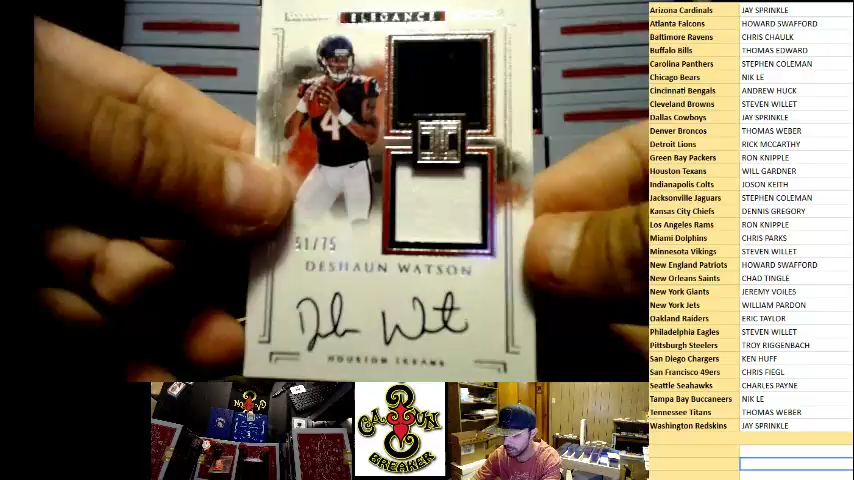 ELEGANCE
4
51/75
DESHAUN WATSON
HOUSTON TEXANS
CAJUN
BREAKER
Arizona Cardinals JAY SPRINKLE
Atlanta Falcons HOWARD SWAFFORD
Baltimore Ravens CHRIS CHAULK
Buffalo Bills THOMAS EDWARD
Carolina Panthers STEPHEN COLEMAN
Chicago Bears NIK LE
Cincinnati Bengals ANDREW HUCK
Cleveland Browns STEVEN WILLET
Dallas Cowboys JAY SPRINKLE
Denver Broncos THOMAS WEBER
Detroit Lions RICK MCCARTHY
Green Bay Packers RON KNIPPLE
Houston Texans WILL GARDNER
Indianapolis Colts JOSON KEITH
Jacksonville Jaguars STEPHEN COLEMAN
Kansas City Chiefs DENNIS GREGORY
Los Angeles Rams RON KNIPPLE
Miami Dolphins CHRIS PARKS
Minnesota Vikings STEVEN WILLET
New England Patriots HOWARD SWAFFORD
New Orleans Saints CHAD TINGLE
New York Giants JEREMY VOILES
New York Jets WILLIAM PARDON
Oakland Raiders ERIC TAYLOR
Philadelphia Eagles STEVEN WILLET
Pittsburgh Steelers TROY RIGGENBACH
San Diego Chargers KEN HUFF
San Francisco 49ers CHRIS FIEGL
Seattle Seahawks CHARLES PAYNE
Tampa Bay Buccaneers NIK LE
Tennessee Titans THOMAS WEBER
Washington Redskins JAY SPRINKLE